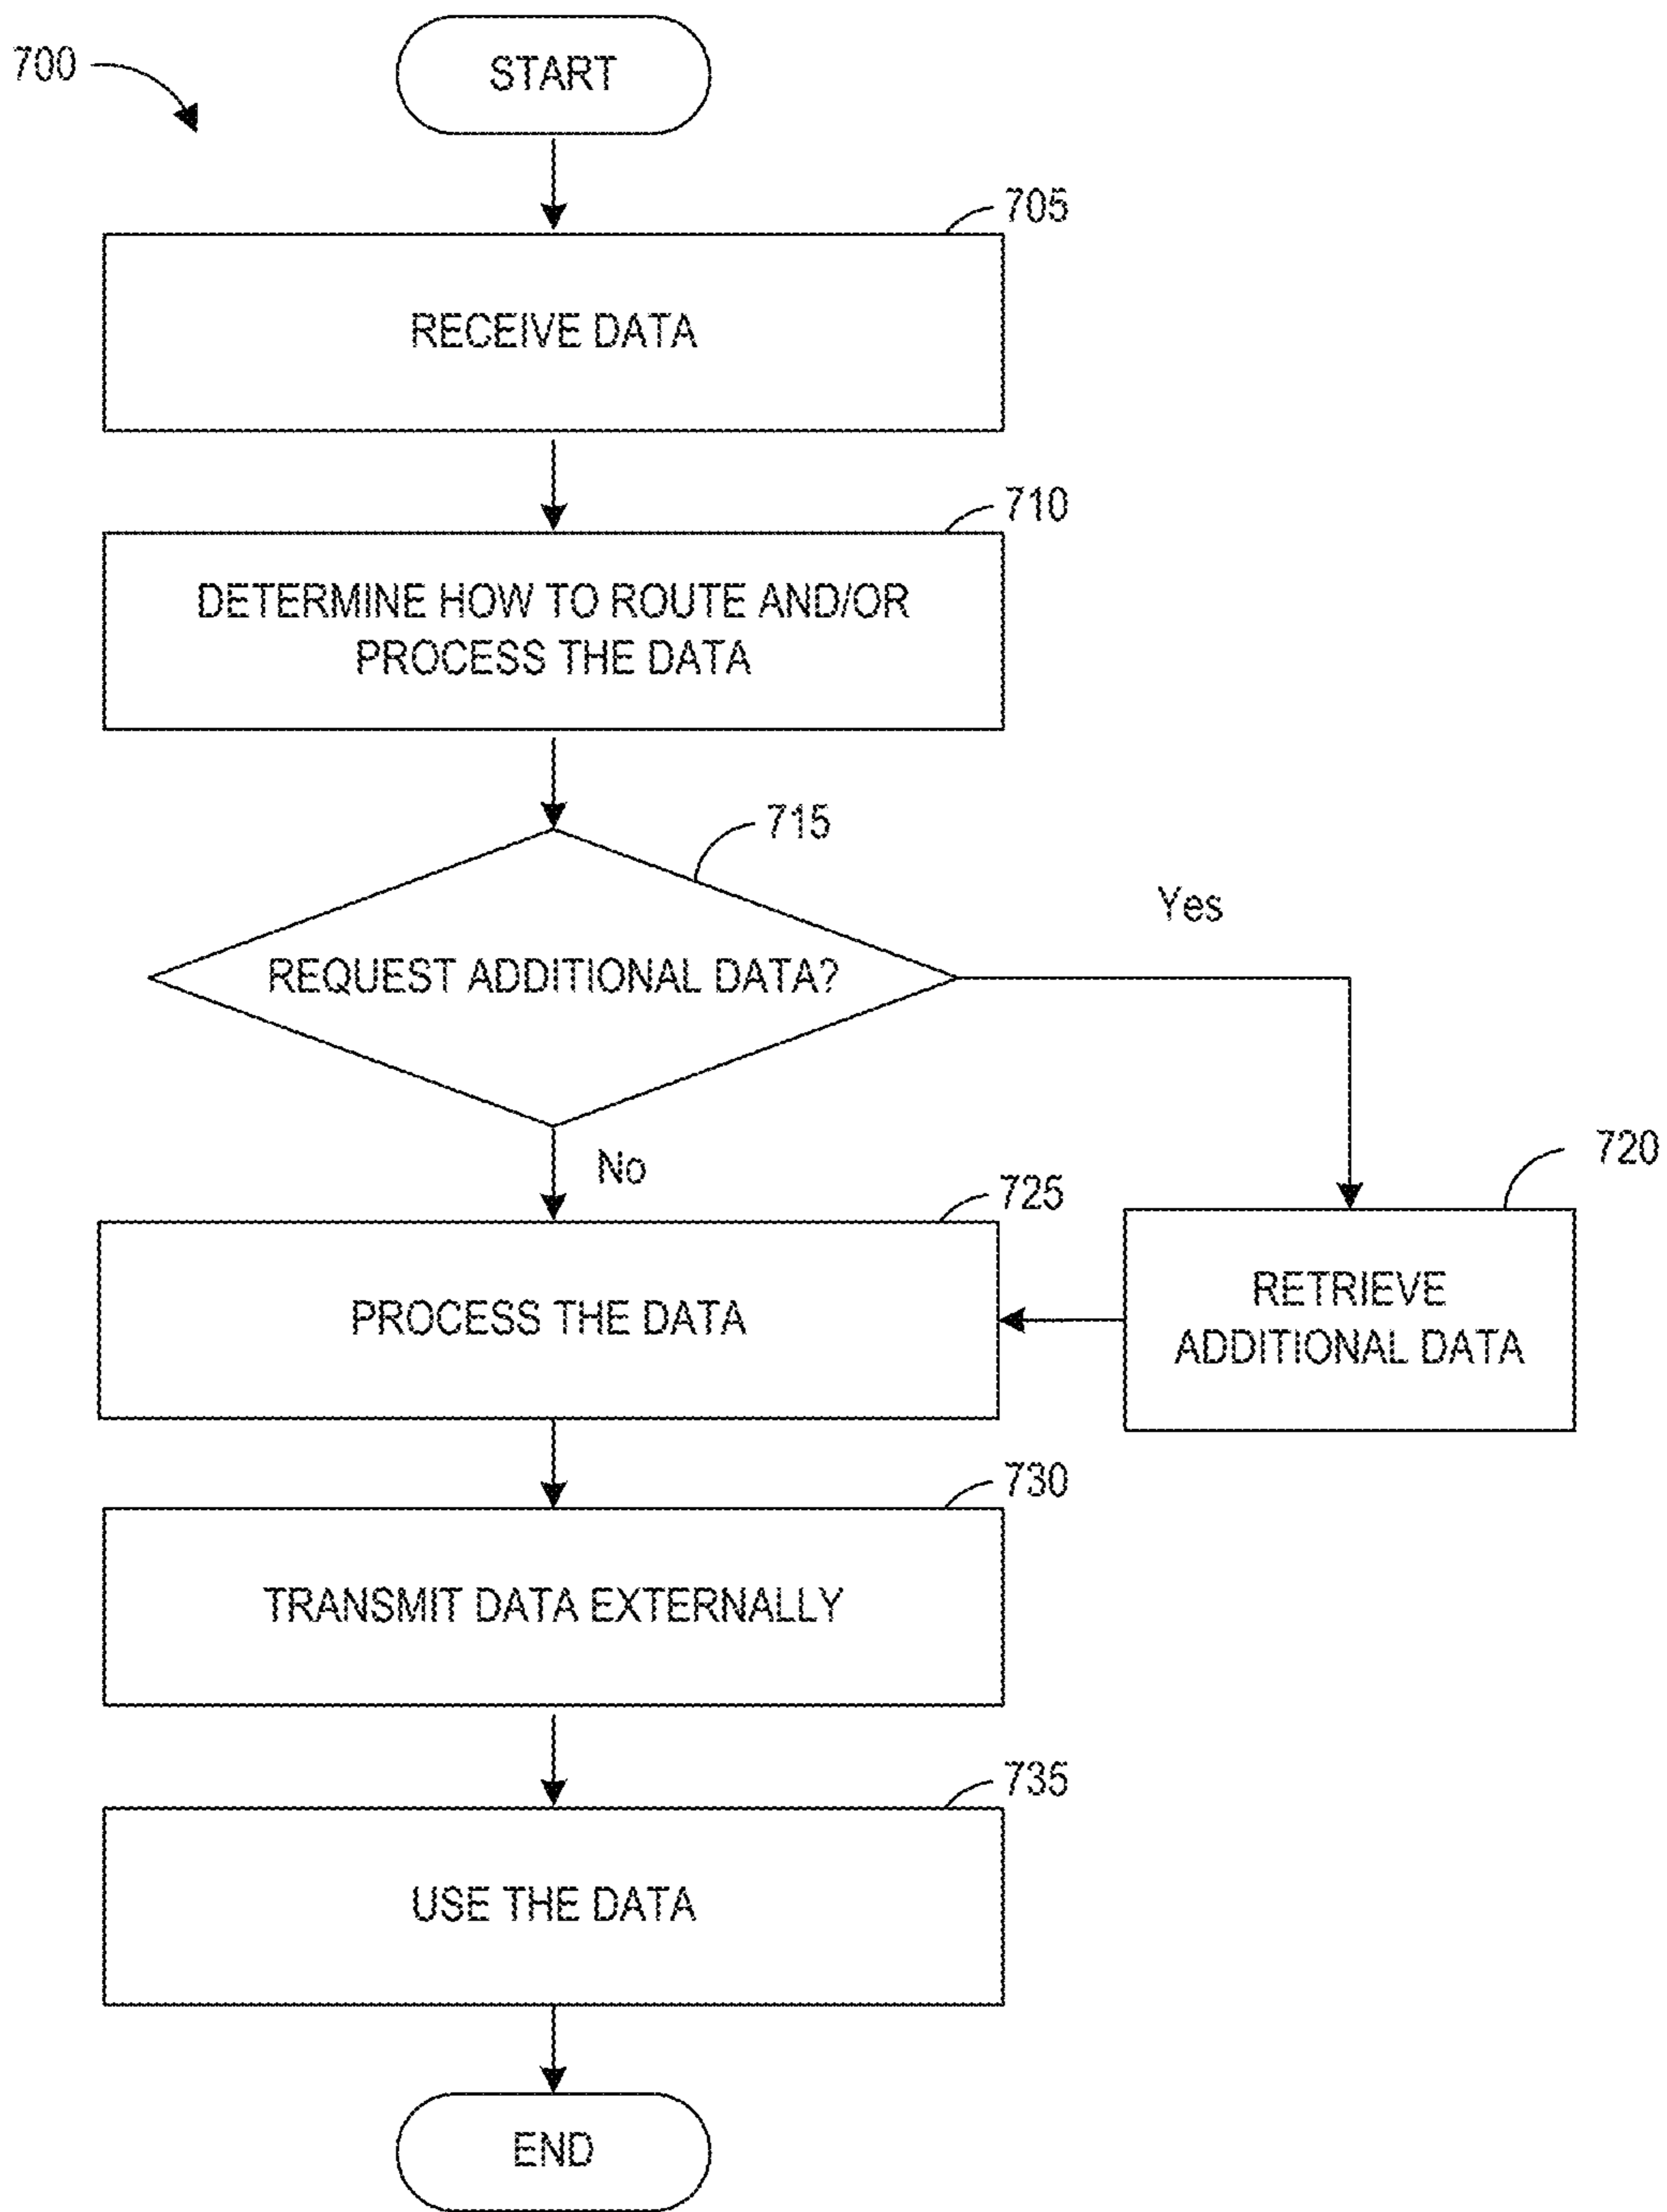 700
START
705
RECEIVE DATA
710
DETERMINE HOW TO ROUTE AND/OR
PROCESS THE DATA
715
REQUEST ADDITIONAL DATA?
Yes
No
720
725
PROCESS THE DATA
RETRIEVE
ADDITIONAL DATA
730
TRANSMIT DATA EXTERNALLY
735
USE THE DATA
END